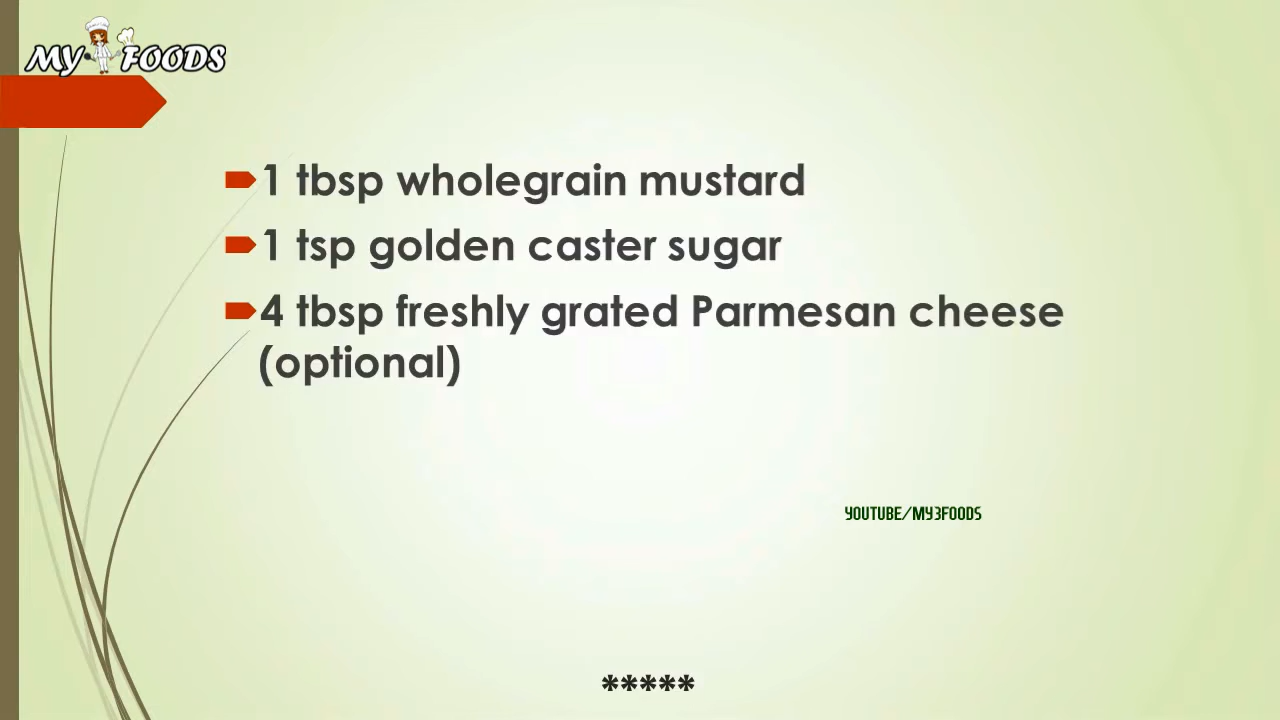 MY FOODS
1 tbsp wholegrain mustard
1 tsp golden caster sugar
4 tbsp freshly grated Parmesan cheese
(optional)
YOUTUBE/MY3FOODS
*****